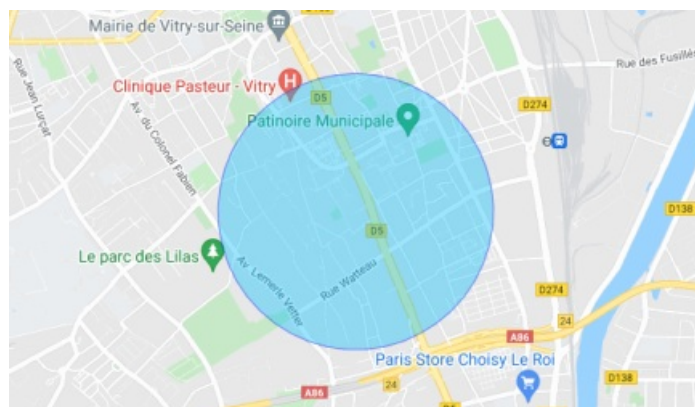 Mairie de Vitry-sur-Seine
Rue des Fusillés
Rue Jean Lurçat
Clinique Pasteur - Vitry
H
D5
D274
Av. du Colonel Fabien
Patinoire Municipale
D138
D5
Le parc des Lilas
Av. Lemerle Vetter
Rue Watteau
D274
24
A86
Paris Store Choisy Le Roi
24
A86
D138